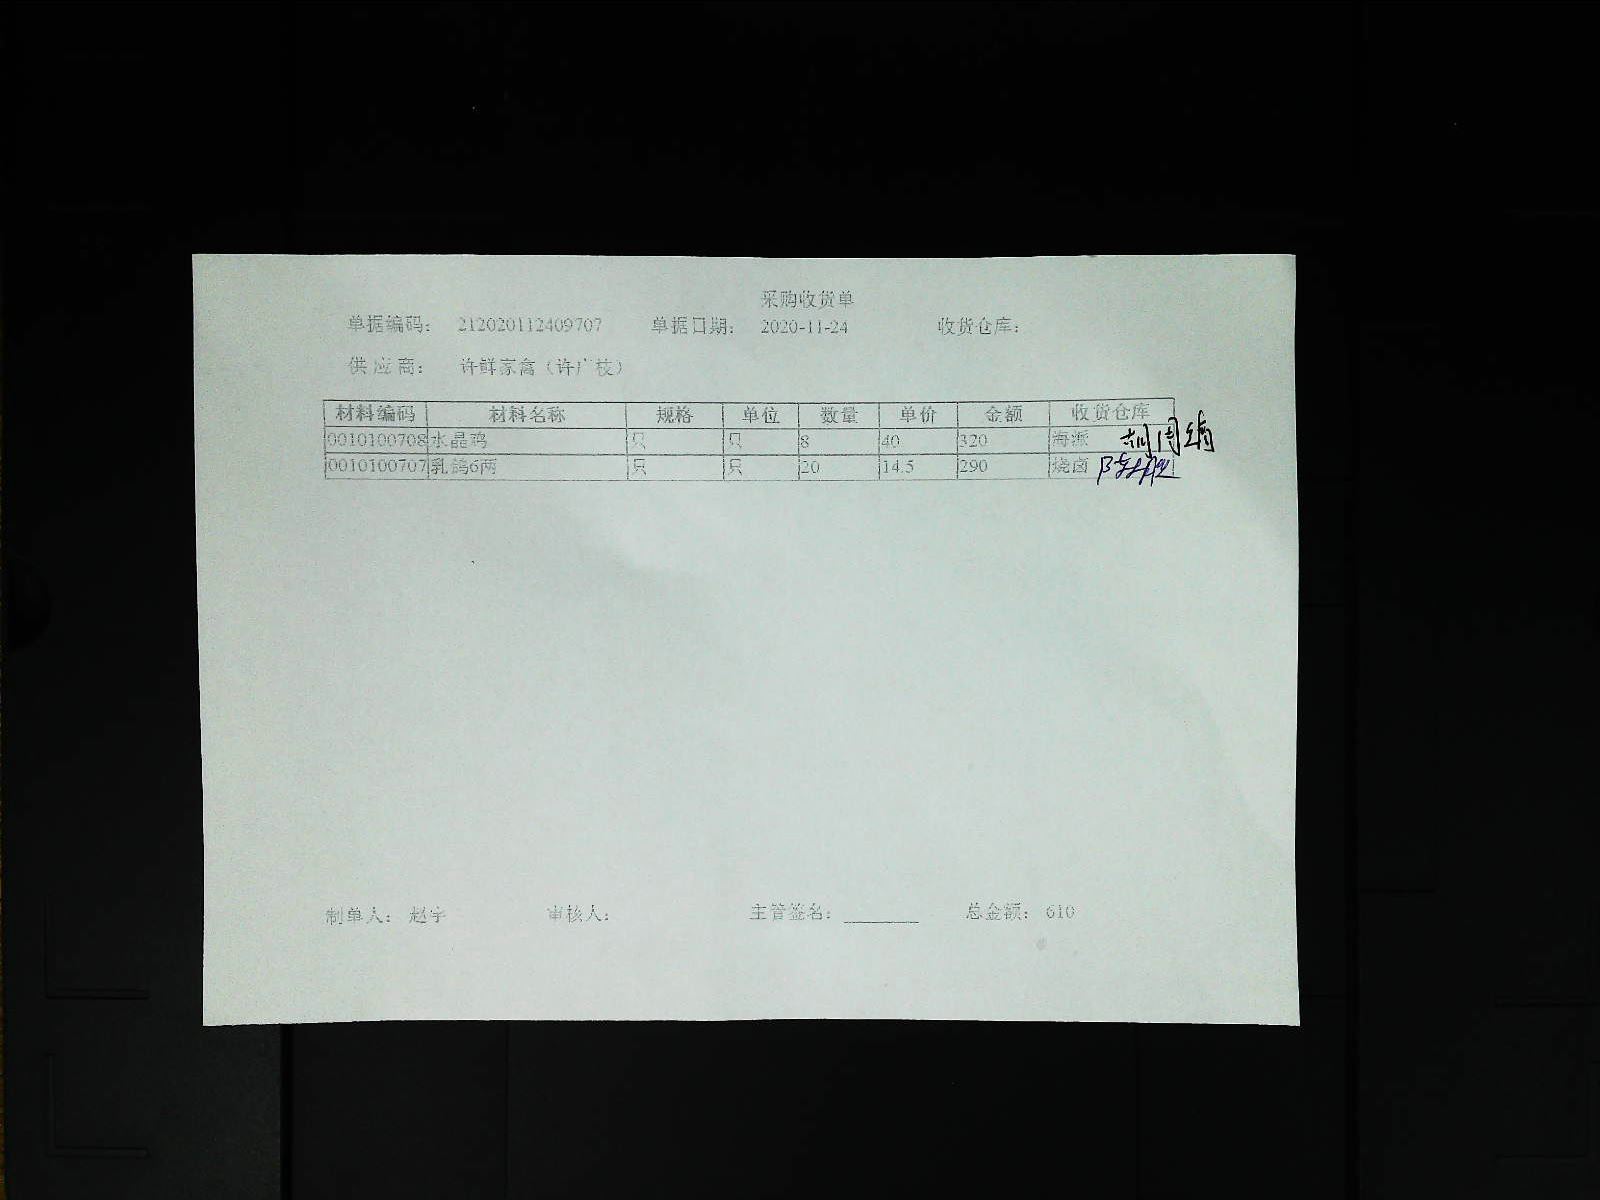 采购收货单
单据编码： 212020112409707 单据日期： 2020-11-24 收货仓库：
供应商： 许鲜家禽（许广枝）
材料编码 材料名称 规格 单位 数量 单价 金额 收货仓库
0010100708 水晶鸡 只 只 8 40 320 海派
0010100707 乳鸽6两 只 只 20 14.5 290 烧卤
制单人： 赵宇 审核人： 主管签名： 总金额： 610